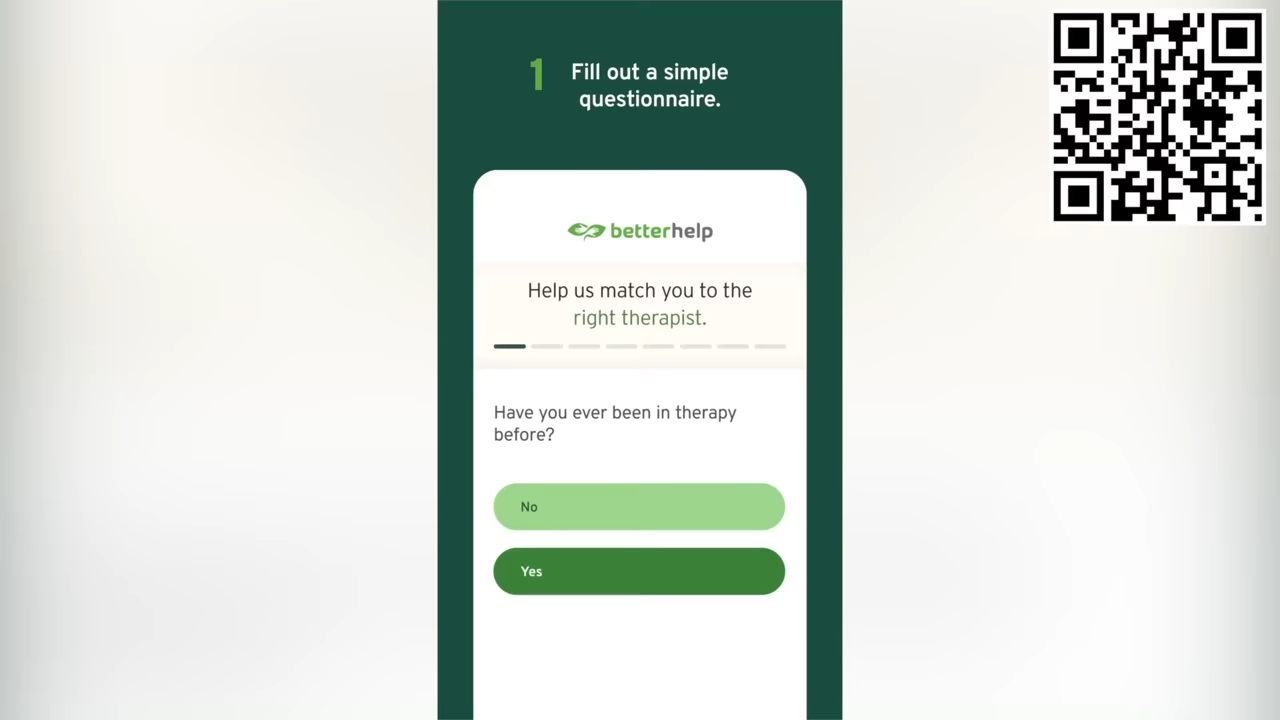 1
Fill out a simple
questionnaire.
betterhelp
Help us match you to the
right therapist.
Have you ever been in therapy
before?
No
Yes